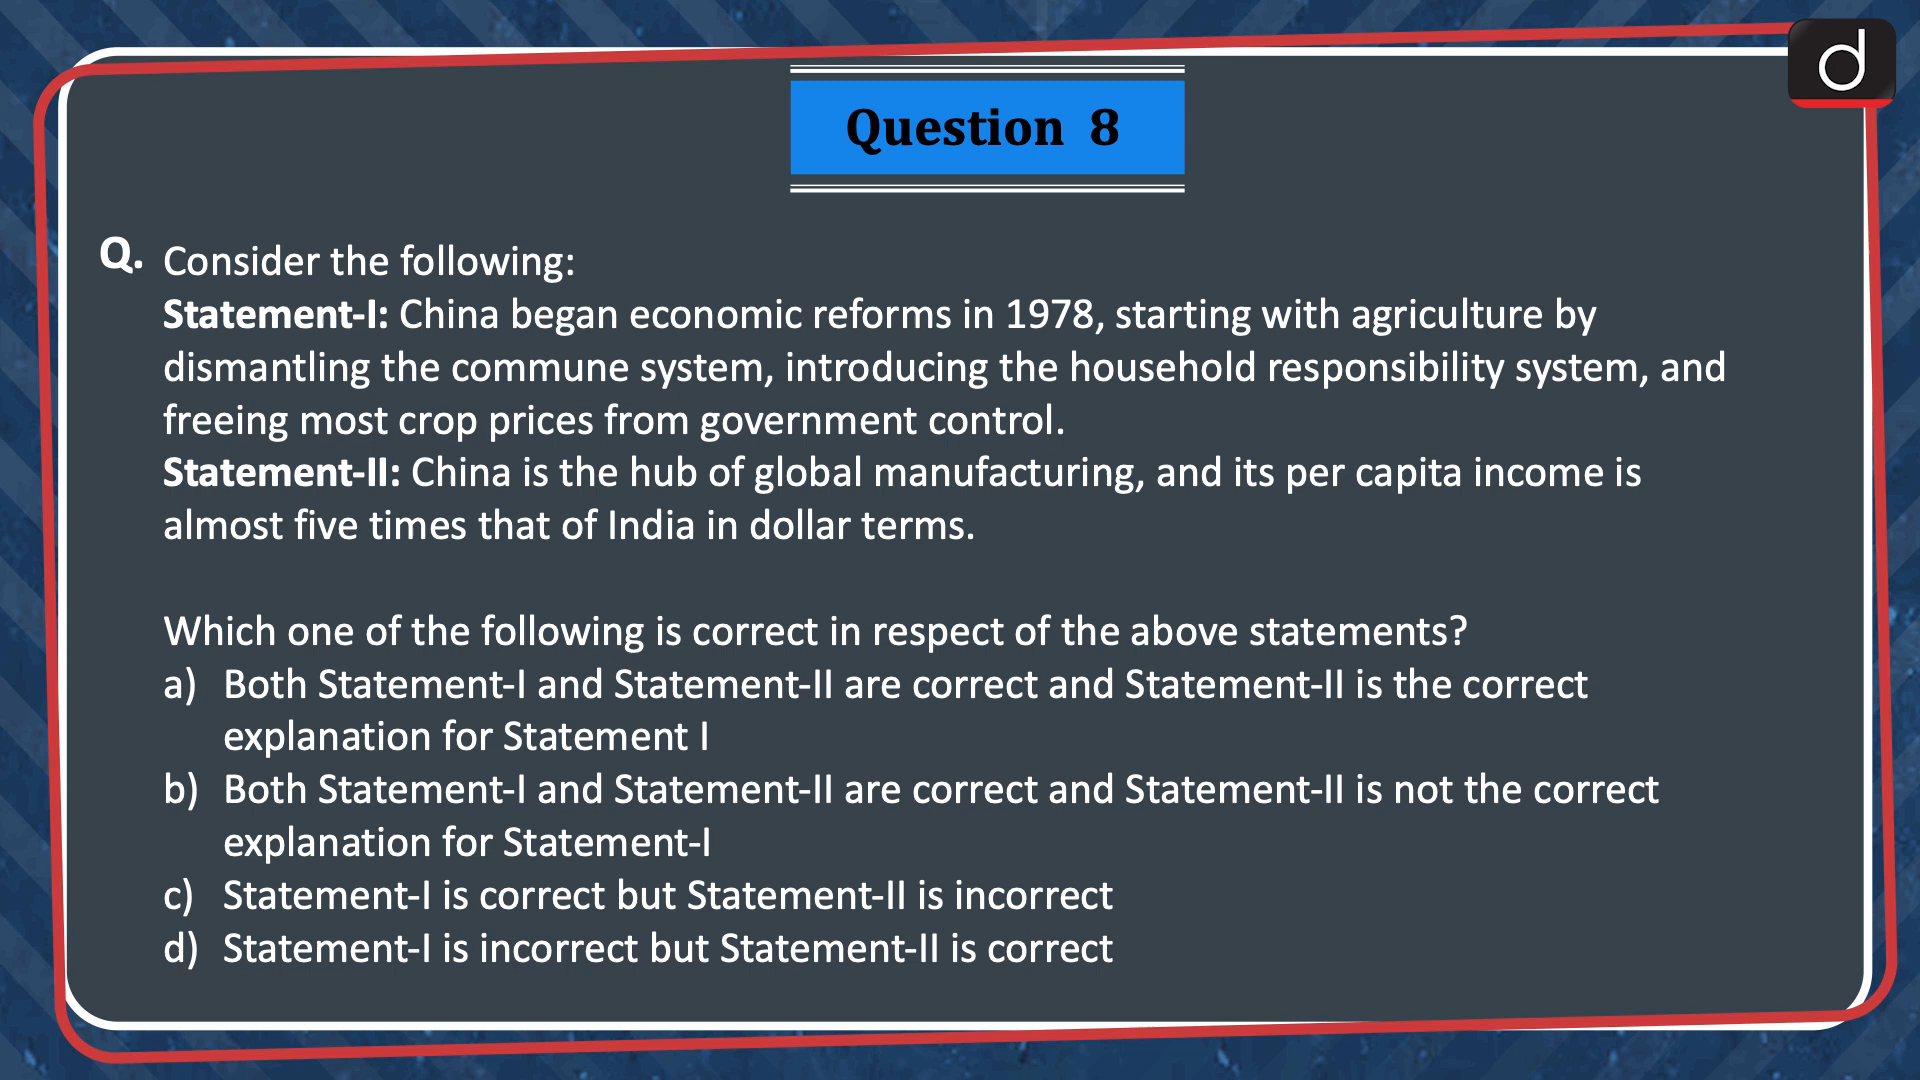 d
Question 8
Q. Consider the following:
Statement-I: China began economic reforms in 1978, starting with agriculture by
dismantling the commune system, introducing the household responsibility system, and
freeing most crop prices from government control.
Statement-II: China is the hub of global manufacturing, and its per capita income is
almost five times that of India in dollar terms.
Which one of the following is correct in respect of the above statements?
a) Both Statement-I and Statement-II are correct and Statement-II is the correct
explanation for Statement I
b) Both Statement-I and Statement-II are correct and Statement-II is not the correct
explanation for Statement-I
c) Statement-I is correct but Statement-II is incorrect
d) Statement-I is incorrect but Statement-II is correct